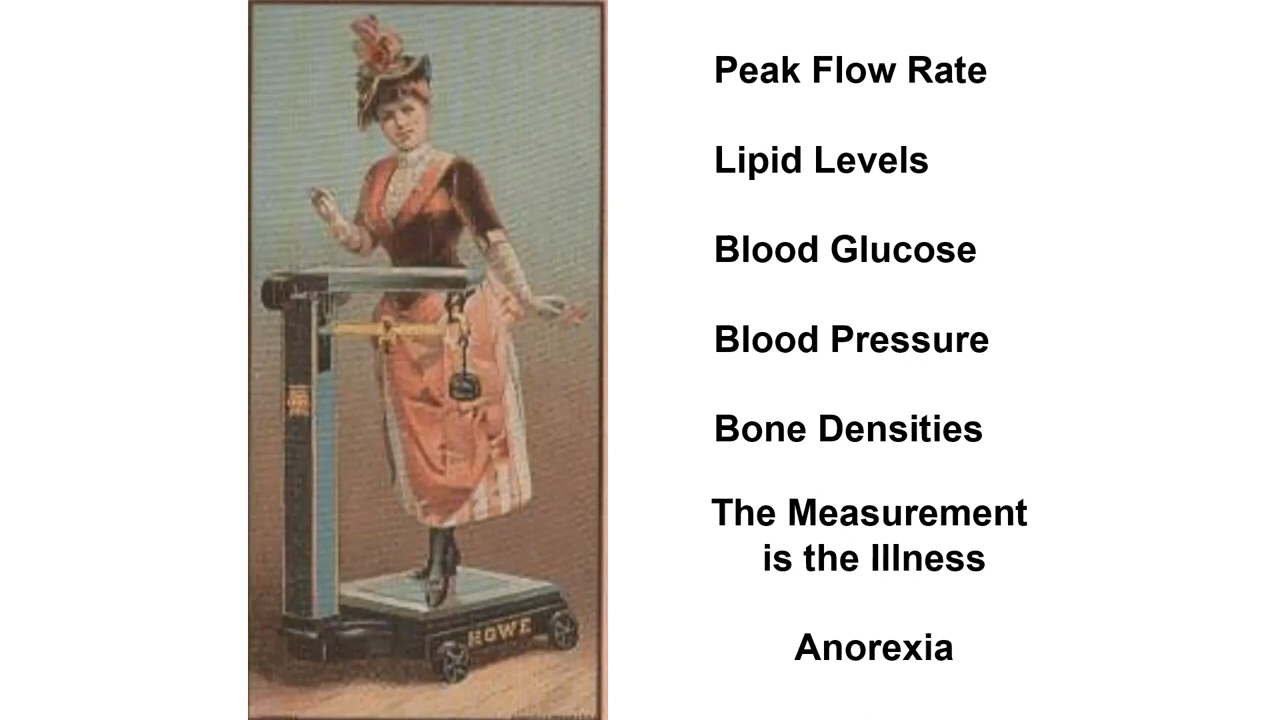 Peak Flow Rate
Lipid Levels
Blood Glucose
Blood Pressure
Bone Densities
The Measurement
is the Illness
Anorexia
HOWE